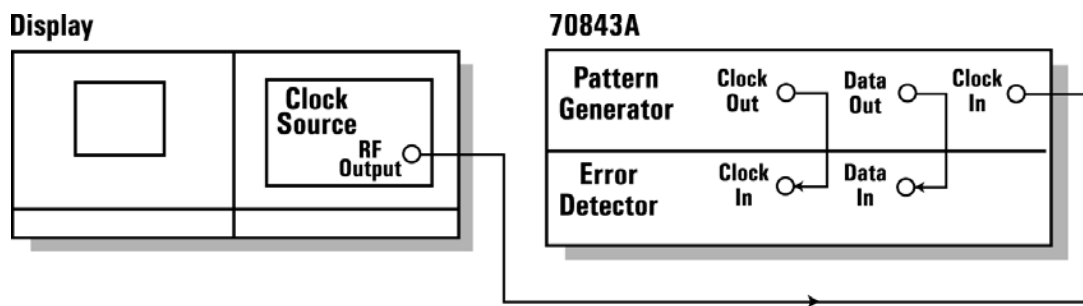 Display
Clock
Source
RF
Output
70843A
Pattern
Generator
Clock
Out
Data
Out
Clock
In
Error
Detector
Clock
In
Data
In